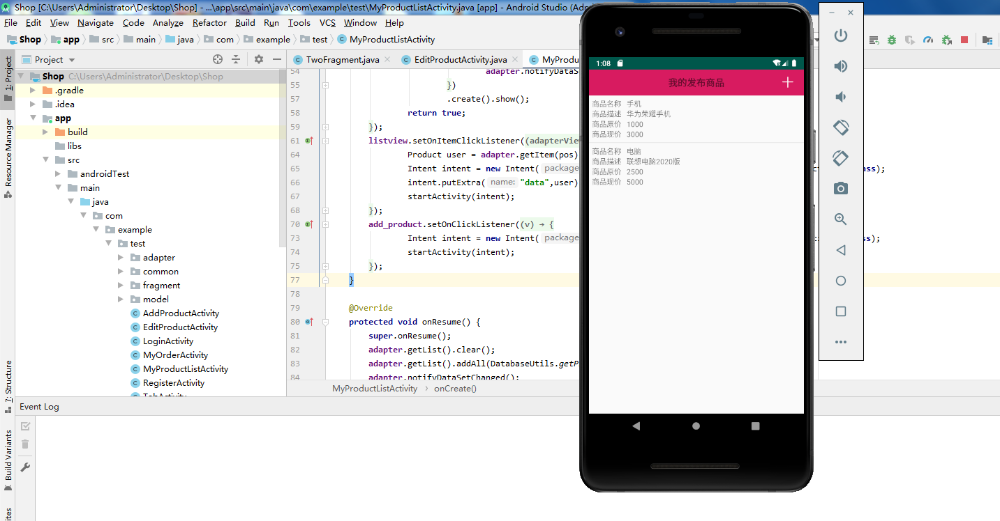 Shop [C:\Users\Administrator\Desktop\Shop] - ...\app\src\main\java\com\example\test\MyProductListActivity.java [app] - Android Studio (Adm
File Edit View Navigate Code Analyze Refactor Build Run Tools VCS Window Help
Shop app src main java com example test MyProductListActivity
1: Project
Resource Manager
7: Structure
Build Variants
Project
Shop C:\Users\Administrator\Desktop\Shop
.gradle
.idea
app
build
libs
src
androidTest
main
java
com
example
test
adapter
common
fragment
model
AddProductActivity
EditProductActivity
LoginActivity
MyOrderActivity
MyProductListActivity
RegisterActivity
TabActivity
TwoFragment.java EditProductActivity.java MyProdu
54 adapter.notifyDataS
55 })
57 .create().show();
58 return true;
59 });
61 listview.setOnItemClickListener((adapterView
64 Product user = adapter.getItem(pos)
65 Intent intent = new Intent( package
66 intent.putExtra( name: "data",user)
67 startActivity(intent);
68 });
70 add_product.setOnClickListener((v) → {
73 Intent intent = new Intent( package
74 startActivity(intent);
75 });
77 }
78
79 @Override
80 protected void onResume() {
81 super.onResume();
82 adapter.getList().clear();
83 adapter.getList().addAll(DatabaseUtils.getP
84 adapter.notifyDataSetChanged();
MyProductListActivity › onCreate()
Event Log
1:08
我的发布商品
商品名称 手机
商品描述 华为荣耀手机
商品原价 1000
商品现价 3000
商品名称 电脑
商品描述 联想电脑2020版
商品原价 2500
商品现价 5000